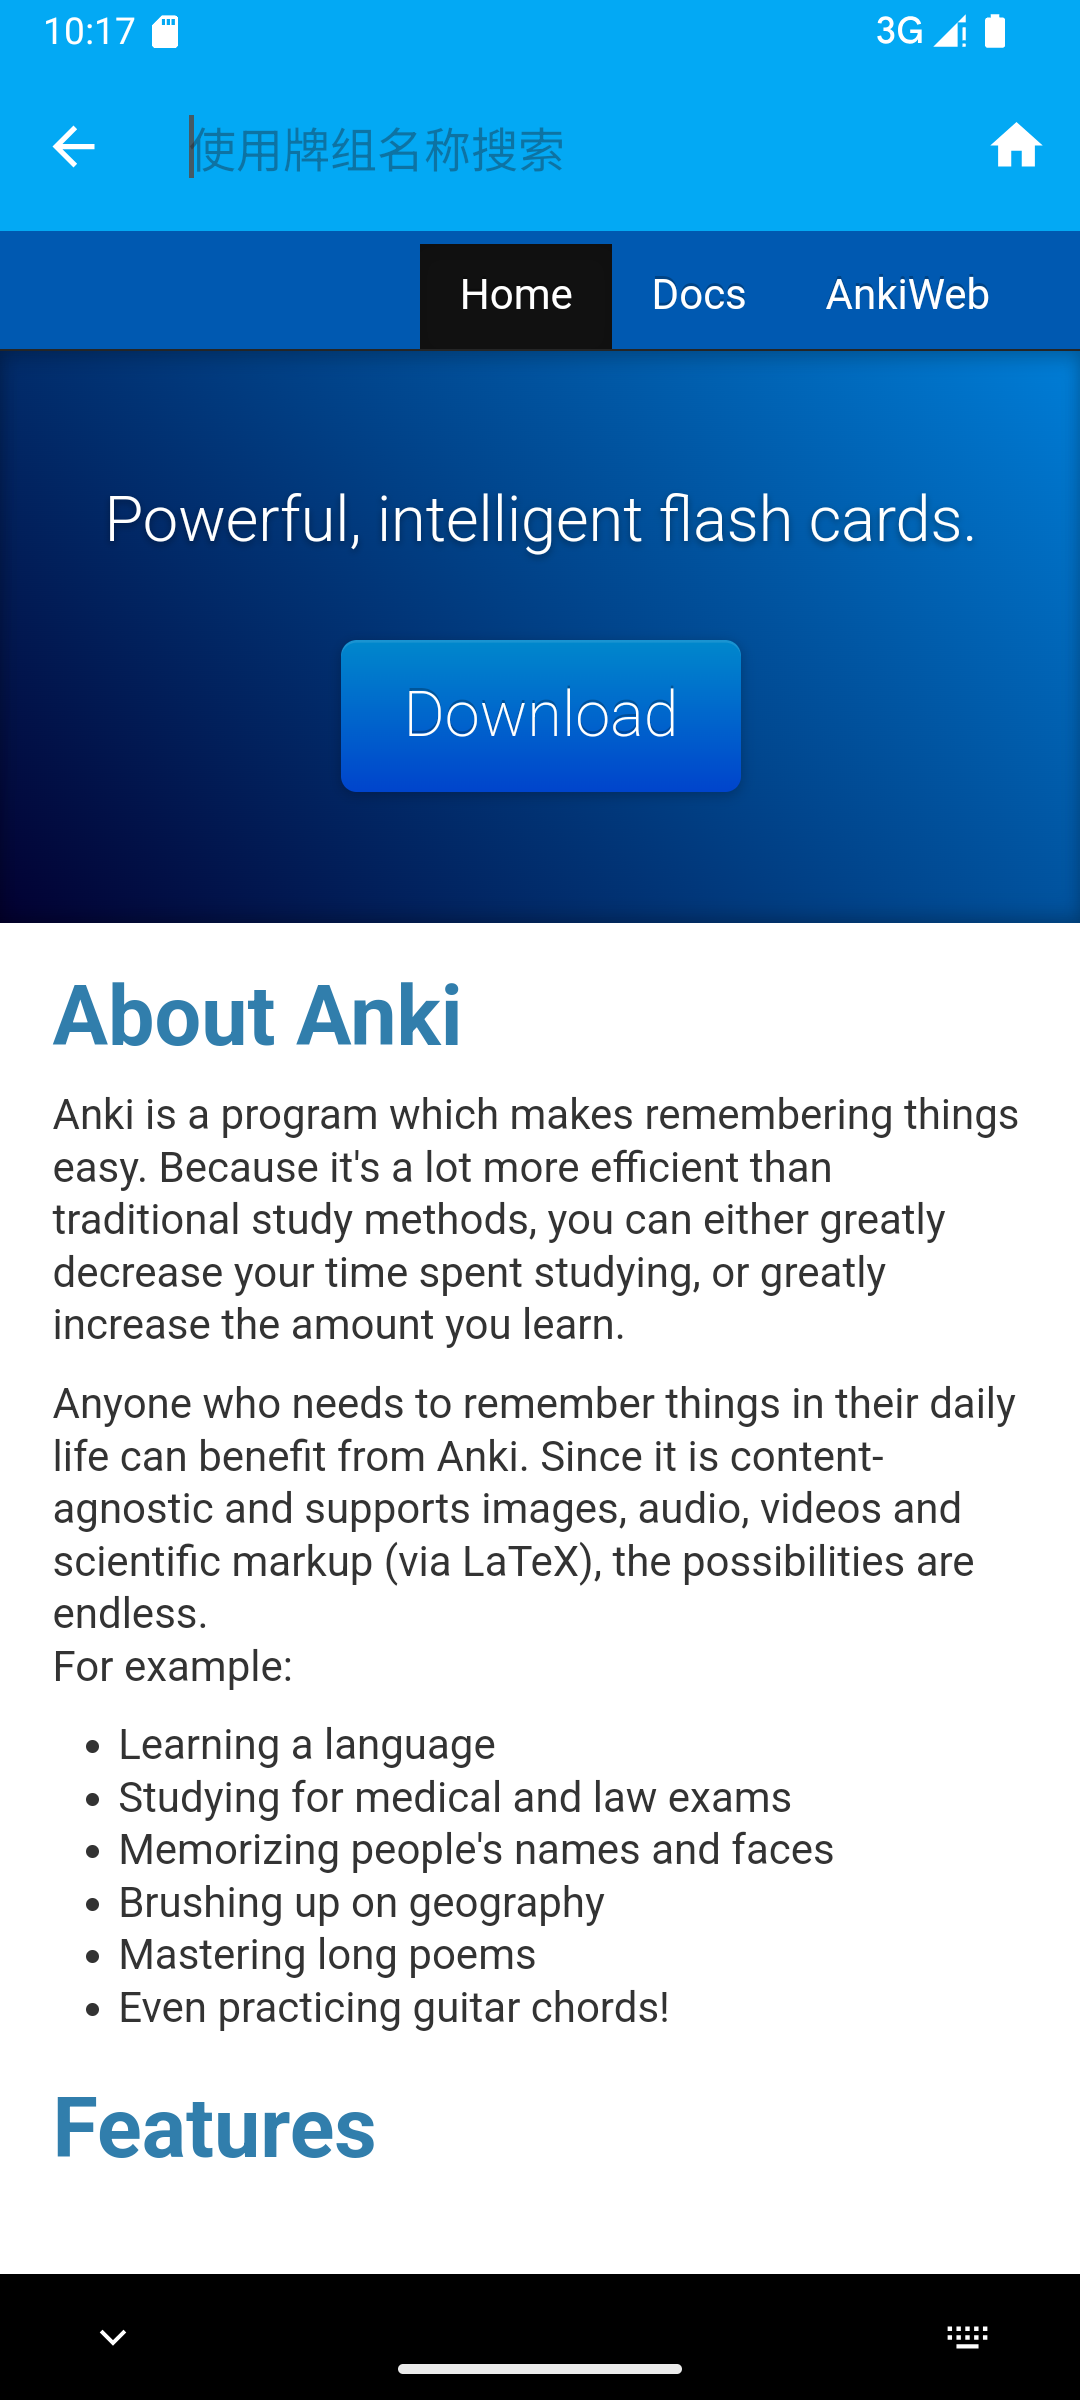 10:17
3G
使用牌组名称搜索
Home Docs AnkiWeb
Powerful, intelligent flash cards.
Download
About Anki
Anki is a program which makes remembering things
easy. Because it's a lot more efficient than
traditional study methods, you can either greatly
decrease your time spent studying, or greatly
increase the amount you learn.
Anyone who needs to remember things in their daily
life can benefit from Anki. Since it is content-
agnostic and supports images, audio, videos and
scientific markup (via LaTeX), the possibilities are
endless.
For example:
• Learning a language
• Studying for medical and law exams
• Memorizing people's names and faces
• Brushing up on geography
• Mastering long poems
• Even practicing guitar chords!
Features